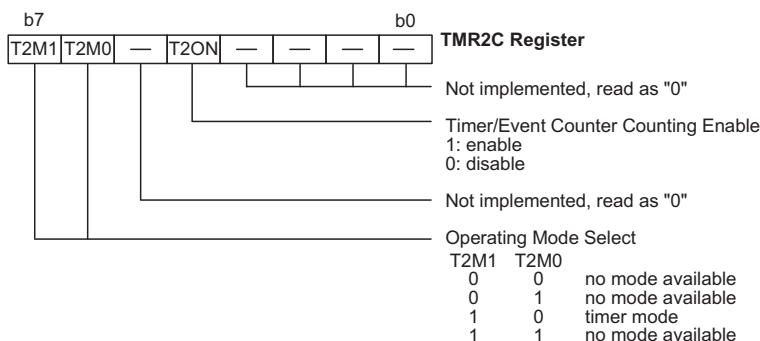 b7 b0
T2M1 T2M0 — T2ON — — — — TMR2C Register
Not implemented, read as "0"
Timer/Event Counter Counting Enable
1: enable
0: disable
Not implemented, read as "0"
Operating Mode Select
T2M1 T2M0
0 0 no mode available
0 1 no mode available
1 0 timer mode
1 1 no mode available